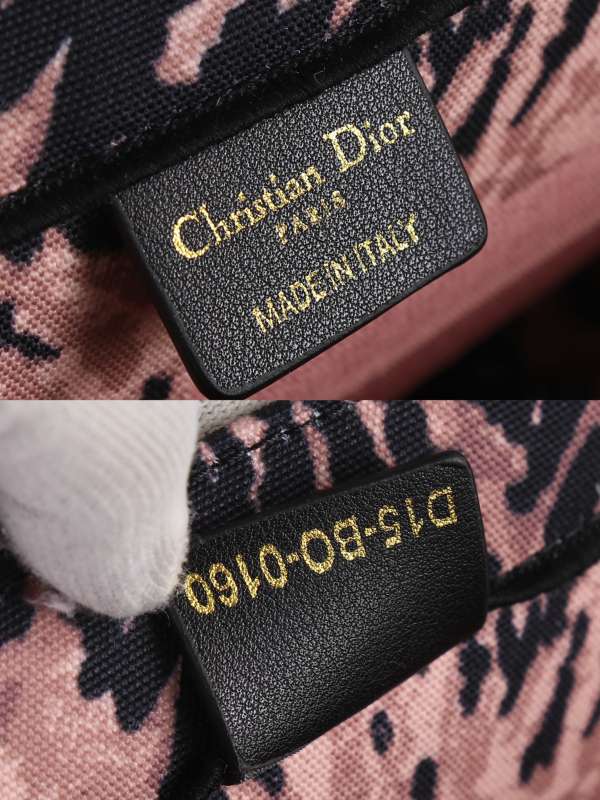 Christian Dior
PARIS
MADE IN ITALY
D15-BO-0160